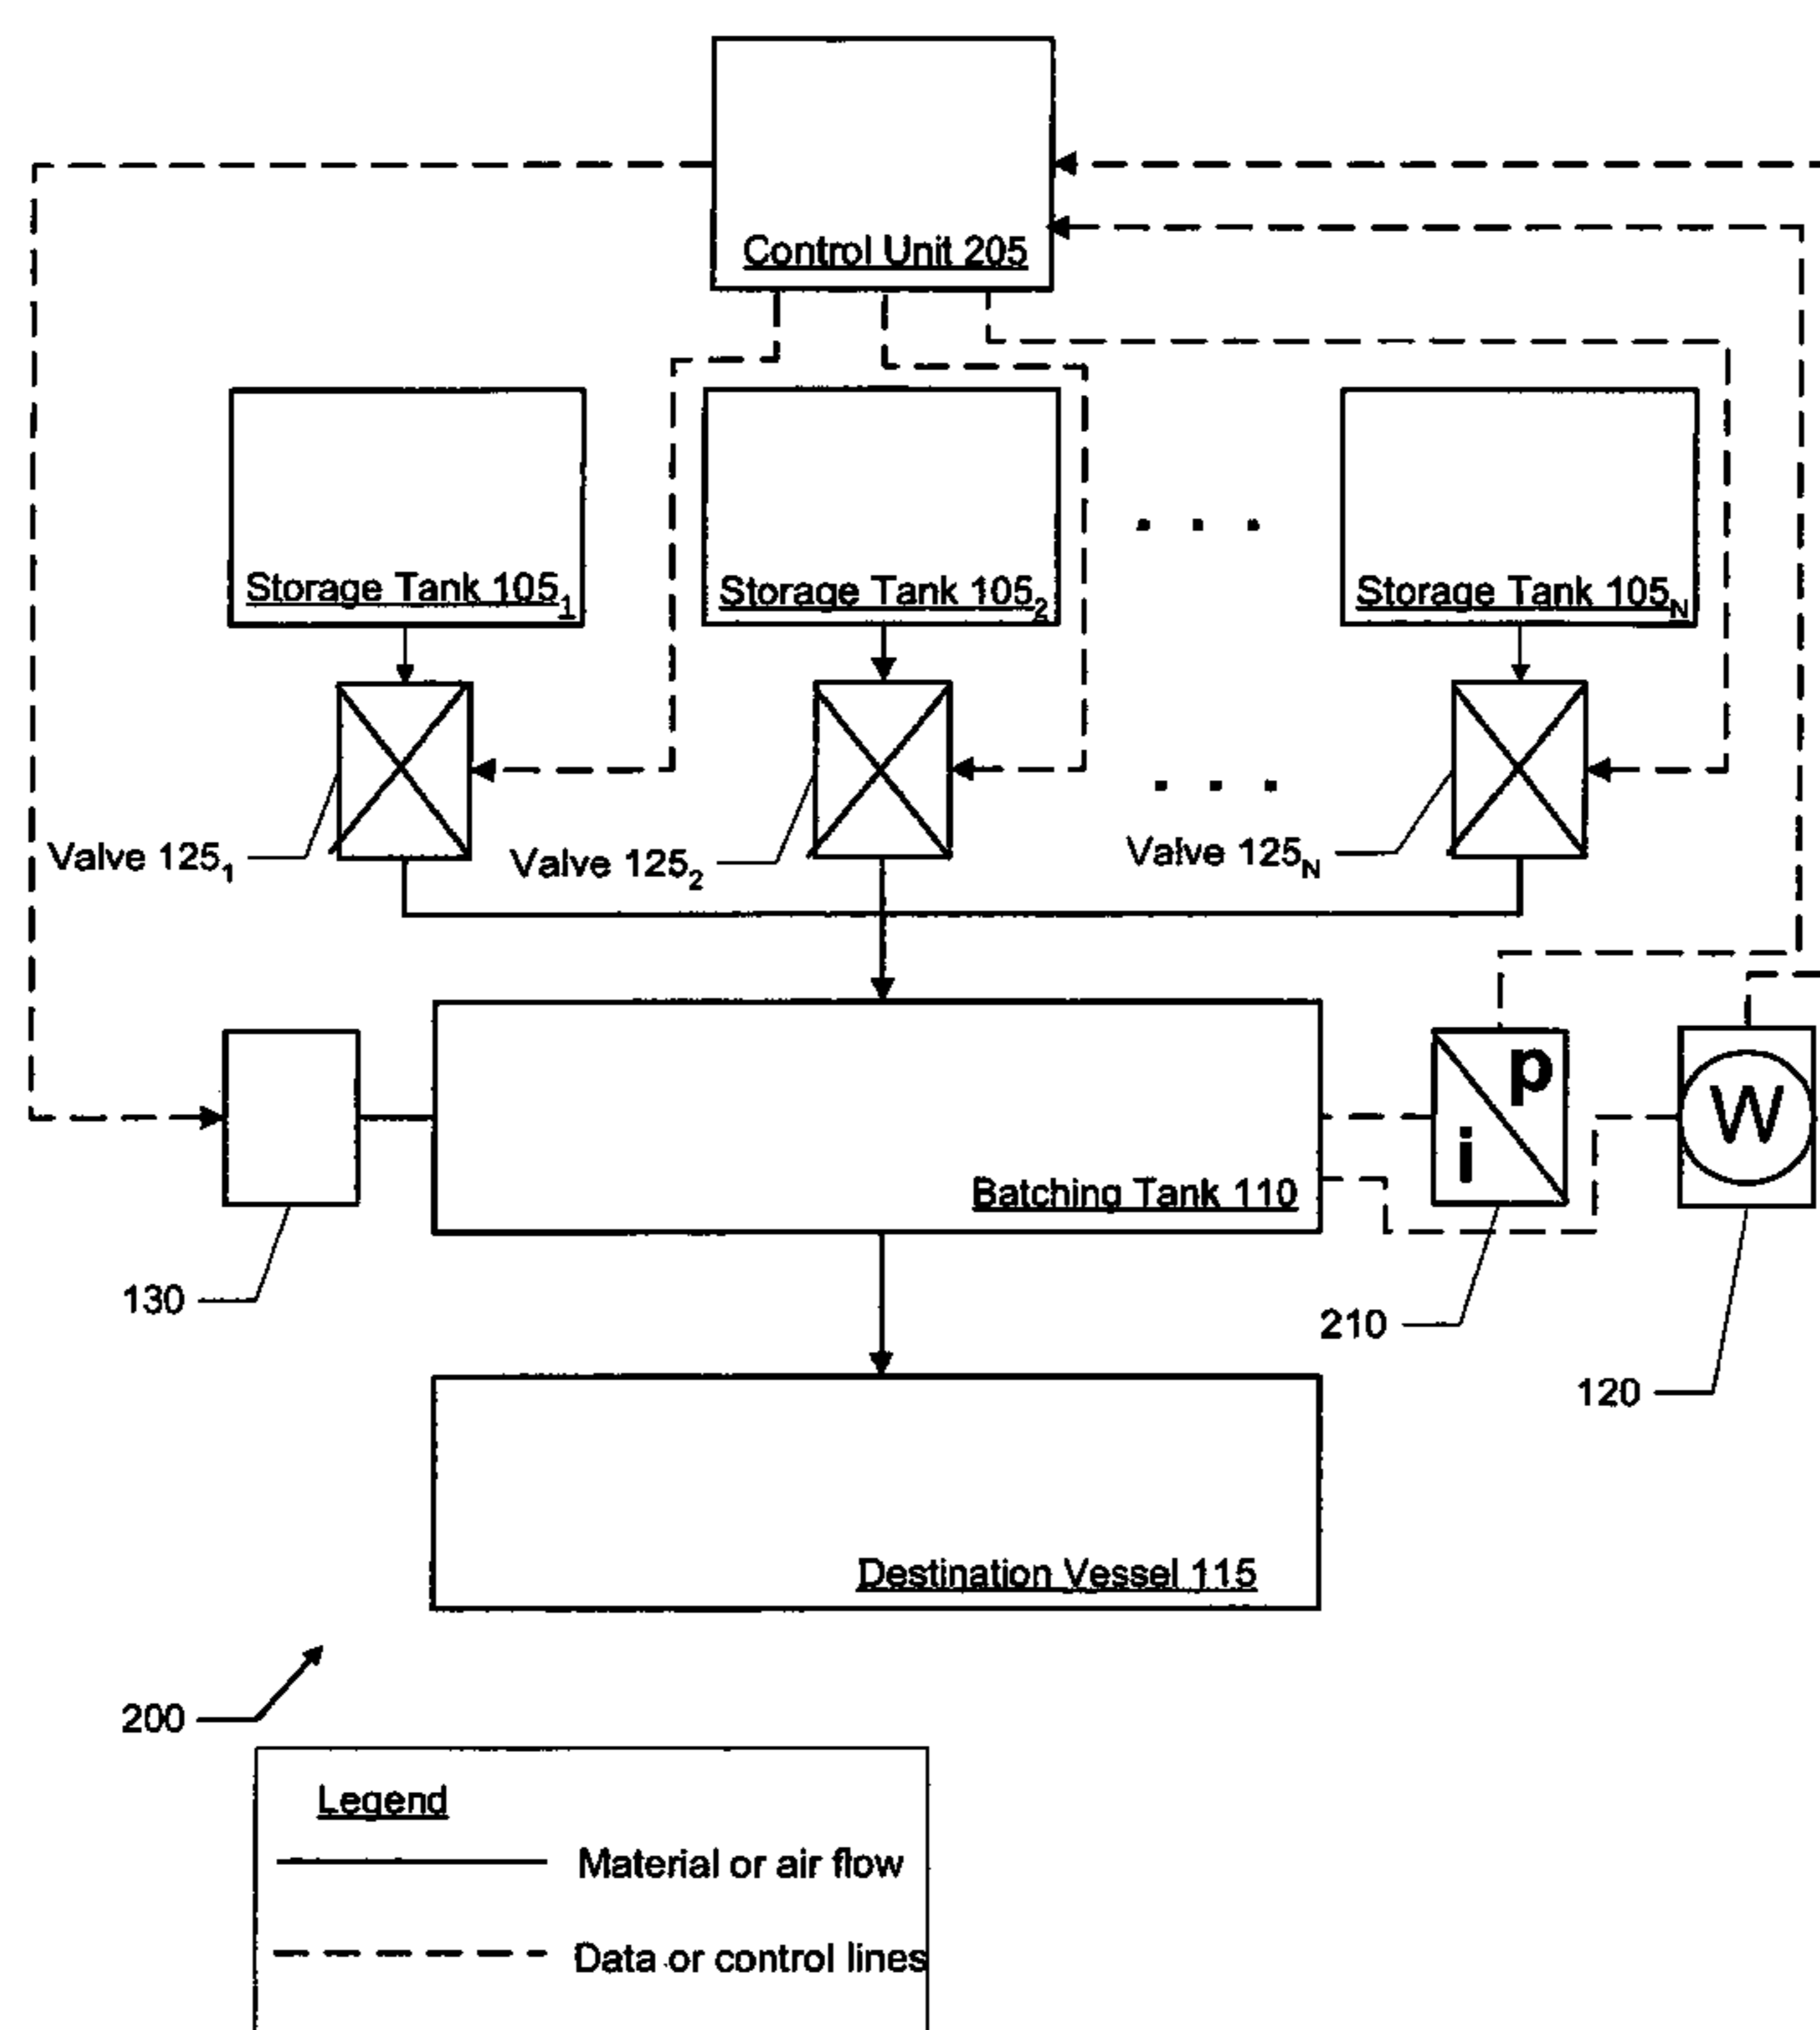 Control Unit 205
Storage Tank 105₁
Storage Tank 105₂
Storage Tank 105N
. . .
Valve 125₁
Valve 125₂
. . .
Valve 125N
p
i
W
Batching Tank 110
130
210
120
Destination Vessel 115
200
Legend
Material or air flow
Data or control lines